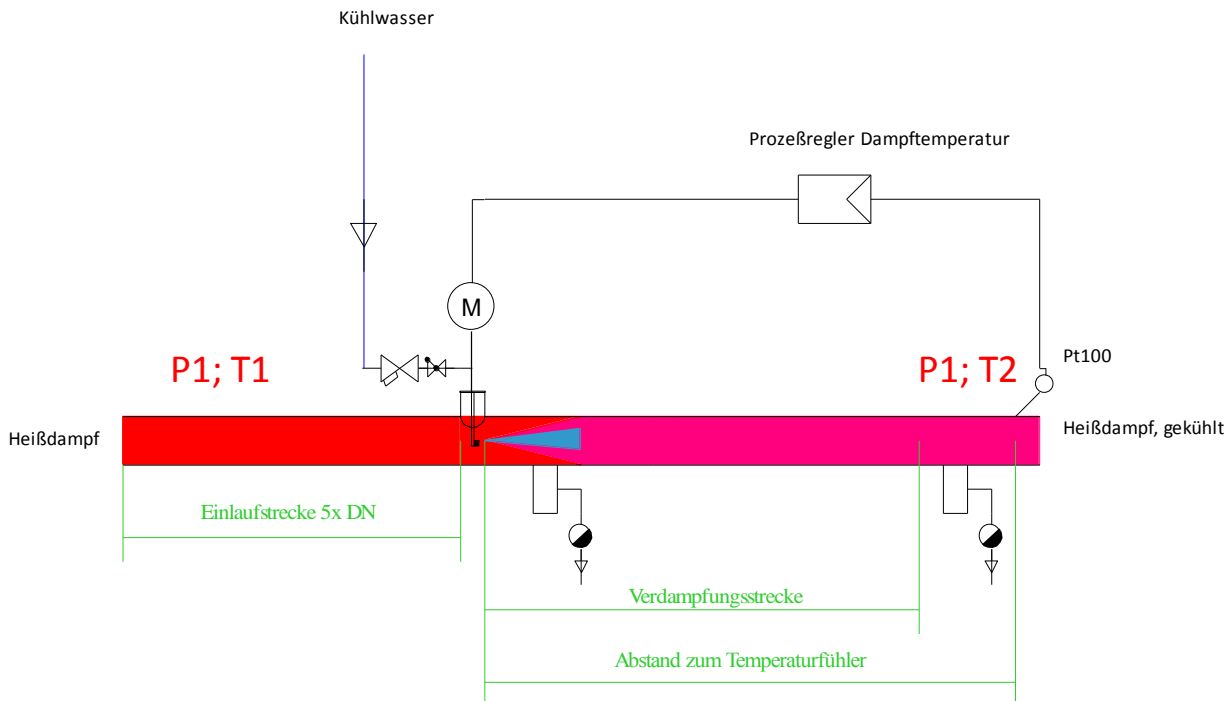 Kühlwasser
Prozeßregler Dampftemperatur
M
P1; T1
P1; T2
Pt100
Heißdampf
Heißdampf, gekühlt
Einlaufstrecke 5x DN
Verdampfungsstrecke
Abstand zum Temperaturfühler